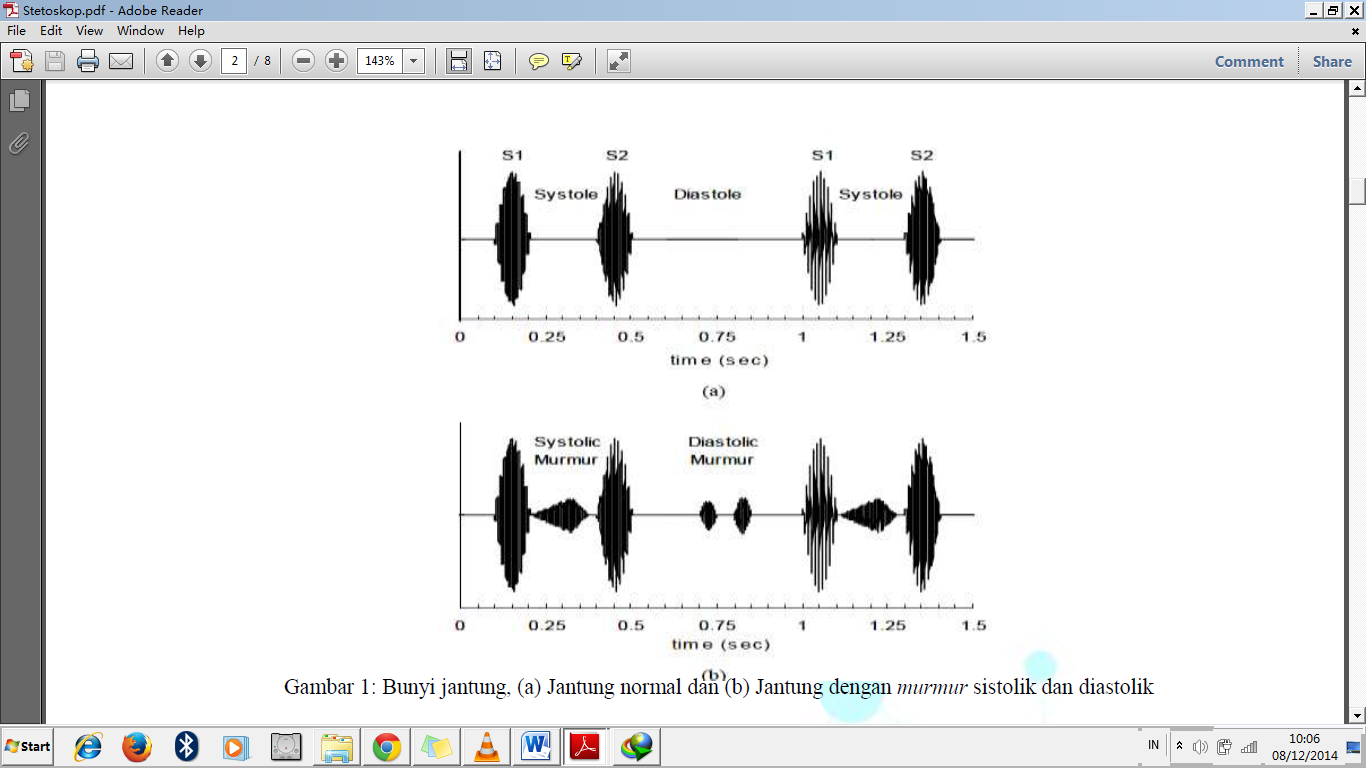 Stetoskop.pdf - Adobe Reader
File Edit View Window Help
2 / 8 143% Comment Share
S1 S2 S1 S2
Systole Diastole Systole
0 0.25 0.5 0.75 1 1.25 1.5
time (sec)
(a)
Systolic Diastolic
Murmur Murmur
0 0.25 0.5 0.75 1 1.25 1.5
time (sec)
(b)
Gambar 1: Bunyi jantung, (a) Jantung normal dan (b) Jantung dengan murmur sistolik dan diastolik
Start IN 10:06
08/12/2014